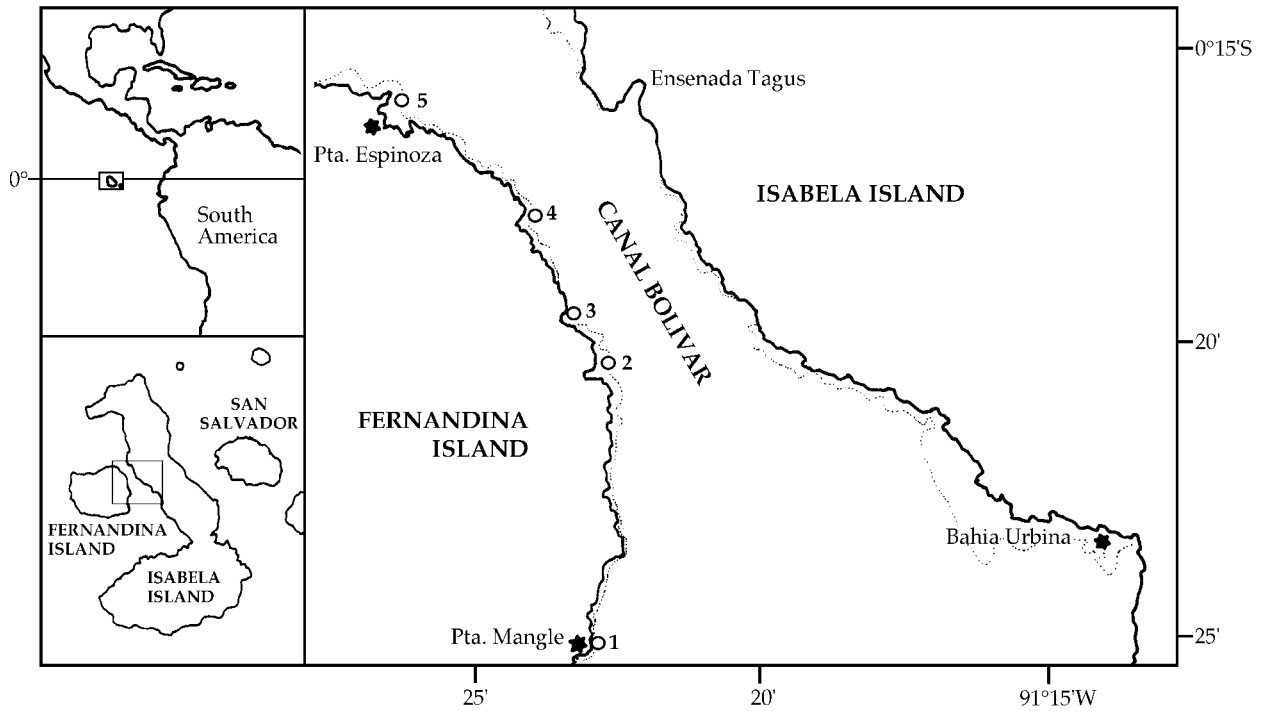 0°
South
America
SAN
SALVADOR
FERNANDINA
ISLAND
ISABELA
ISLAND
0°15'S
Ensenada Tagus
5
Pta. Espinoza
ISABELA ISLAND
4
CANAL BOLIVAR
3
20'
2
FERNANDINA
ISLAND
Bahia Urbina
Pta. Mangle
1
25'
25'
20'
91°15'W